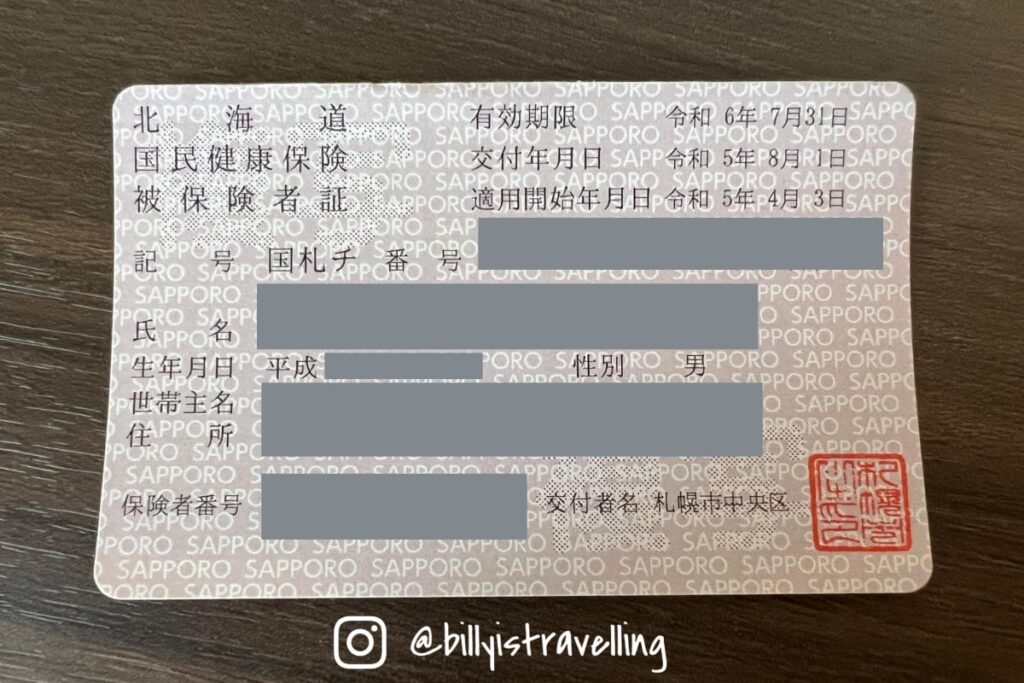 北海道 有効期限 令和 6年 7月31日
国民健康保険 交付年月日 令和 5年 8月 1日
被保険者証 適用開始年月日 令和 5年 4月 3日
記号 国札チ 番号
氏名
生年月日 平成 性別 男
世帯主名
住所
保険者番号 交付者名 札幌市中央区
@billyistravelling